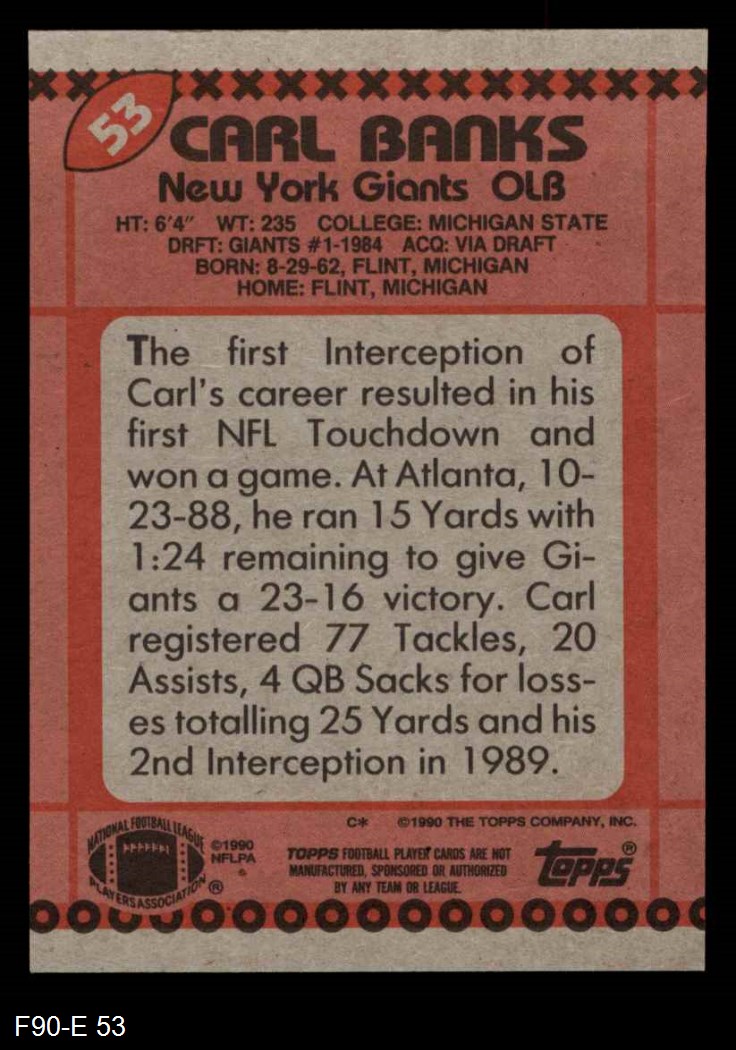 53
CARL BANKS
New York Giants OLB
HT: 6'4" WT: 235 COLLEGE: MICHIGAN STATE
DRFT: GIANTS #1-1984 ACQ: VIA DRAFT
BORN: 8-29-62, FLINT, MICHIGAN
HOME: FLINT, MICHIGAN
The first Interception of
Carl's career resulted in his
first NFL Touchdown and
won a game. At Atlanta, 10-
23-88, he ran 15 Yards with
1:24 remaining to give Gi-
ants a 23-16 victory. Carl
registered 77 Tackles, 20
Assists, 4 QB Sacks for loss-
es totalling 25 Yards and his
2nd Interception in 1989.
C* ©1990 THE TOPPS COMPANY, INC.
NATIONAL FOOTBALL LEAGUE
PLAYERS ASSOCIATION ®
©1990
NFLPA
TOPPS FOOTBALL PLAYER CARDS ARE NOT
MANUFACTURED, SPONSORED OR AUTHORIZED
BY ANY TEAM OR LEAGUE.
topps®
F90-E 53